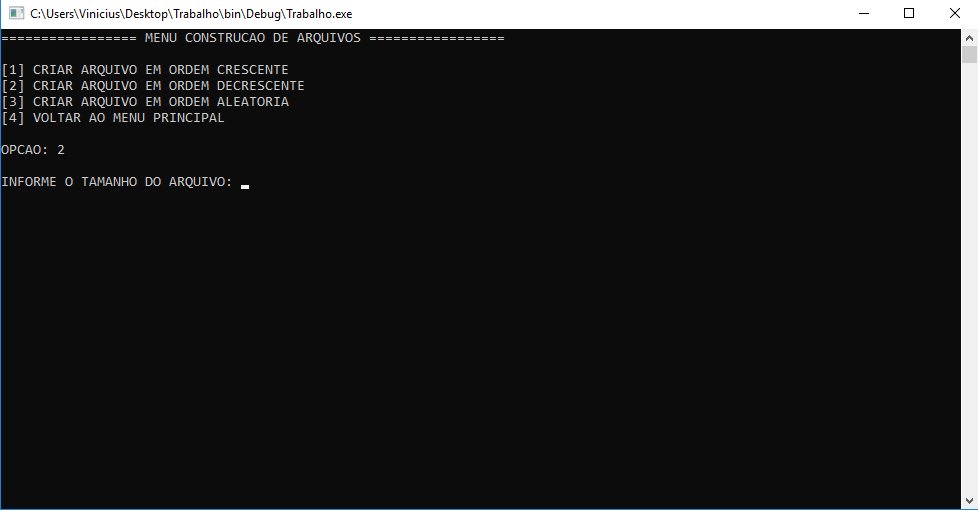 C:\Users\Vinicius\Desktop\Trabalho\bin\Debug\Trabalho.exe
================= MENU CONSTRUCAO DE ARQUIVOS =================
[1] CRIAR ARQUIVO EM ORDEM CRESCENTE
[2] CRIAR ARQUIVO EM ORDEM DECRESCENTE
[3] CRIAR ARQUIVO EM ORDEM ALEATORIA
[4] VOLTAR AO MENU PRINCIPAL
OPCAO: 2
INFORME O TAMANHO DO ARQUIVO: